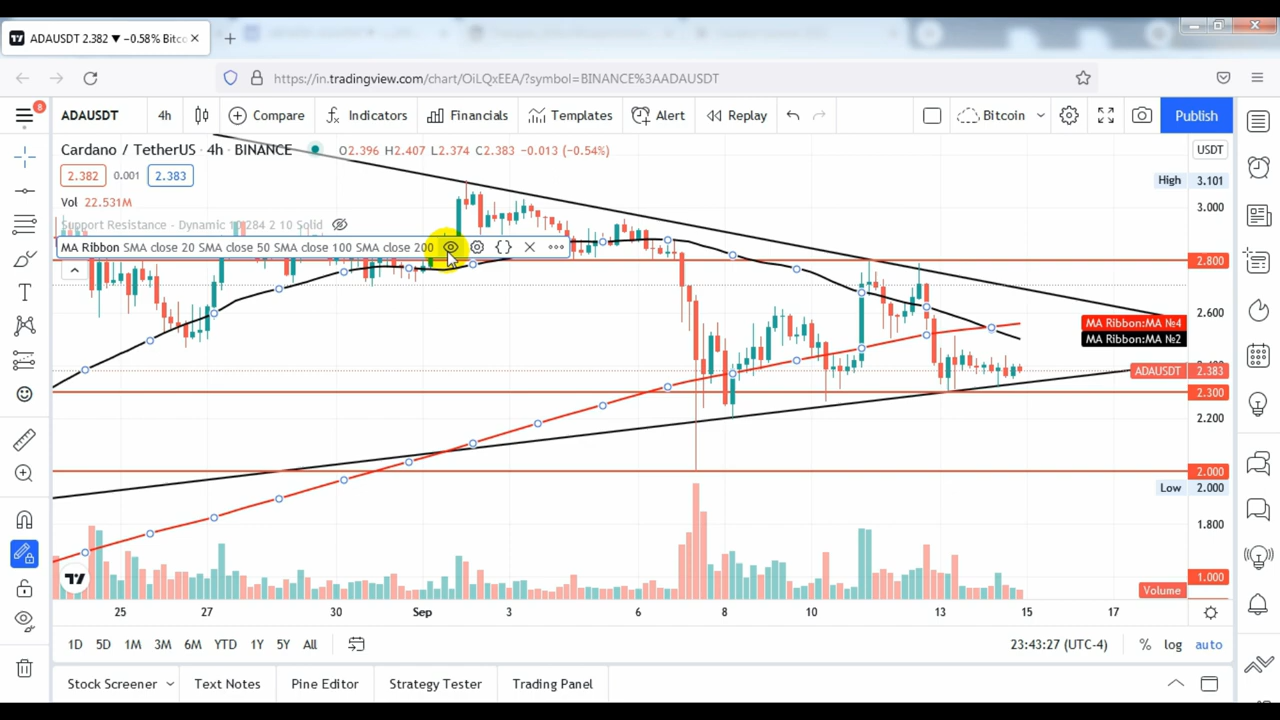 ADAUSDT 2.382 ▼ −0.58% Bitco
https://in.tradingview.com/chart/OiLQxEEA/?symbol=BINANCE%3AADAUSDT
8
ADAUSDT 4h Compare Indicators Financials Templates Alert Replay Bitcoin Publish
Cardano / TetherUS · 4h · BINANCE O2.396 H2.407 L2.374 C2.383 −0.013 (−0.54%)
USDT
2.382 0.001 2.383
High 3.101
Vol 22.531M
3.000
Support Resistance - Dynamic 10 284 2 10 Solid
MA Ribbon SMA close 20 SMA close 50 SMA close 100 SMA close 200
2.800
2.600
MA Ribbon:MA №4
MA Ribbon:MA №2
ADAUSDT 2.383
2.300
2.200
2.000
Low 2.000
1.800
1.000
Volume
25 27 30 Sep 3 6 8 10 13 15 17
1D 5D 1M 3M 6M YTD 1Y 5Y All 23:43:27 (UTC-4) % log auto
Stock Screener Text Notes Pine Editor Strategy Tester Trading Panel